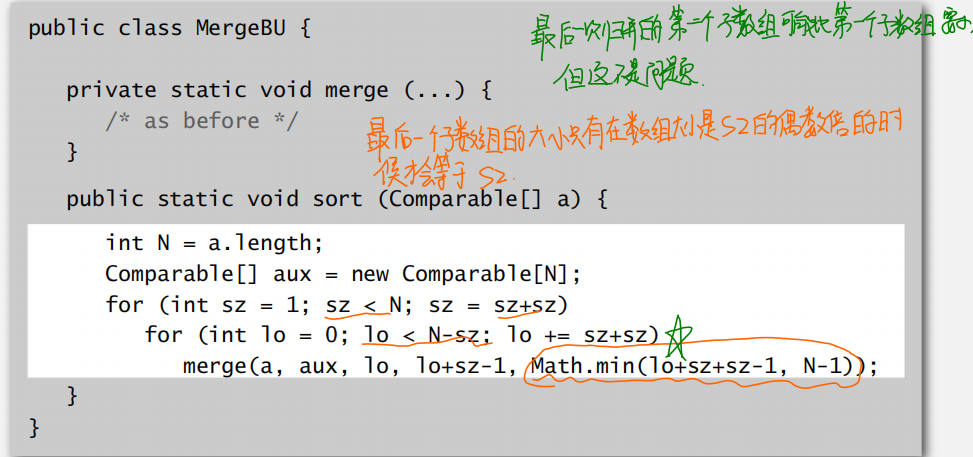 public class MergeBU {
最后一次归并的第二个子数组可能比第一个子数组要小
但这不是问题.
private static void merge (...) {
/* as before */
最后一个子数组的大小只有在数组大小是sz的偶数倍的时
候才会等于sz.
}
public static void sort (Comparable[] a) {
int N = a.length;
Comparable[] aux = new Comparable[N];
for (int sz = 1; sz < N; sz = sz+sz)
for (int lo = 0; lo < N-sz; lo += sz+sz)
merge(a, aux, lo, lo+sz-1, Math.min(lo+sz+sz-1, N-1));
}
}